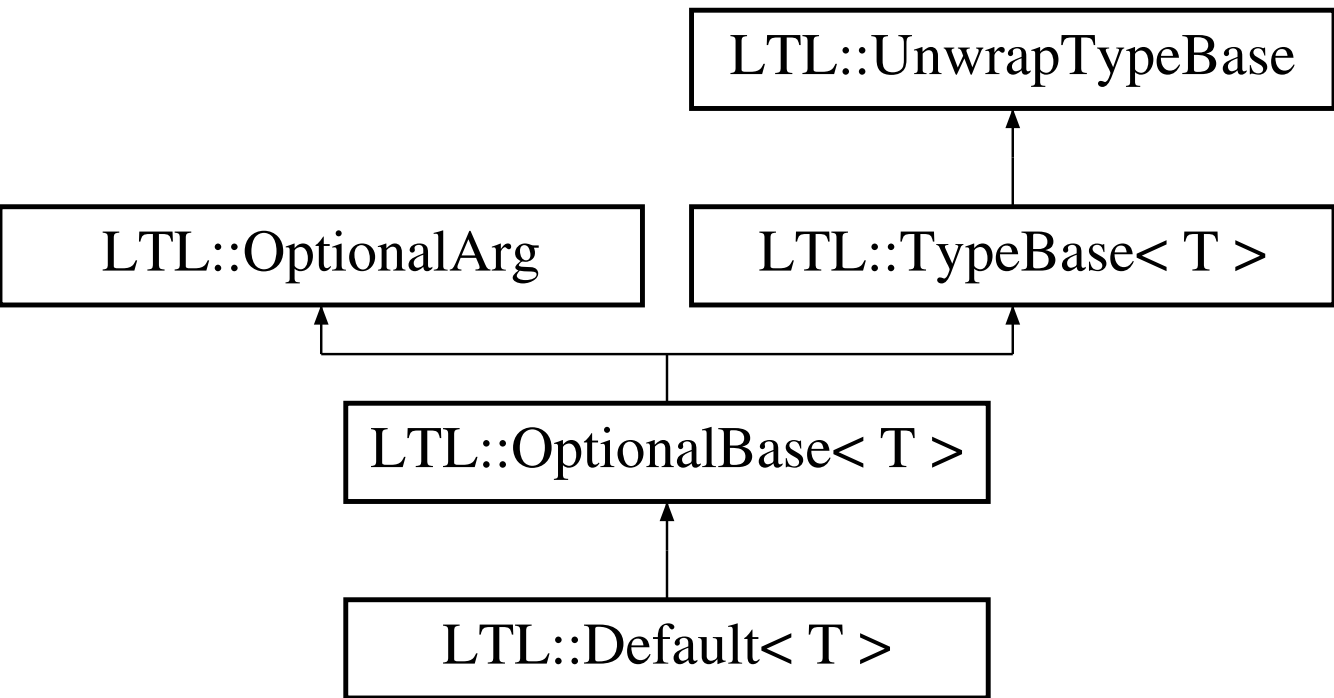 LTL::UnwrapTypeBase
LTL::OptionalArg
LTL::TypeBase< T >
LTL::OptionalBase< T >
LTL::Default< T >